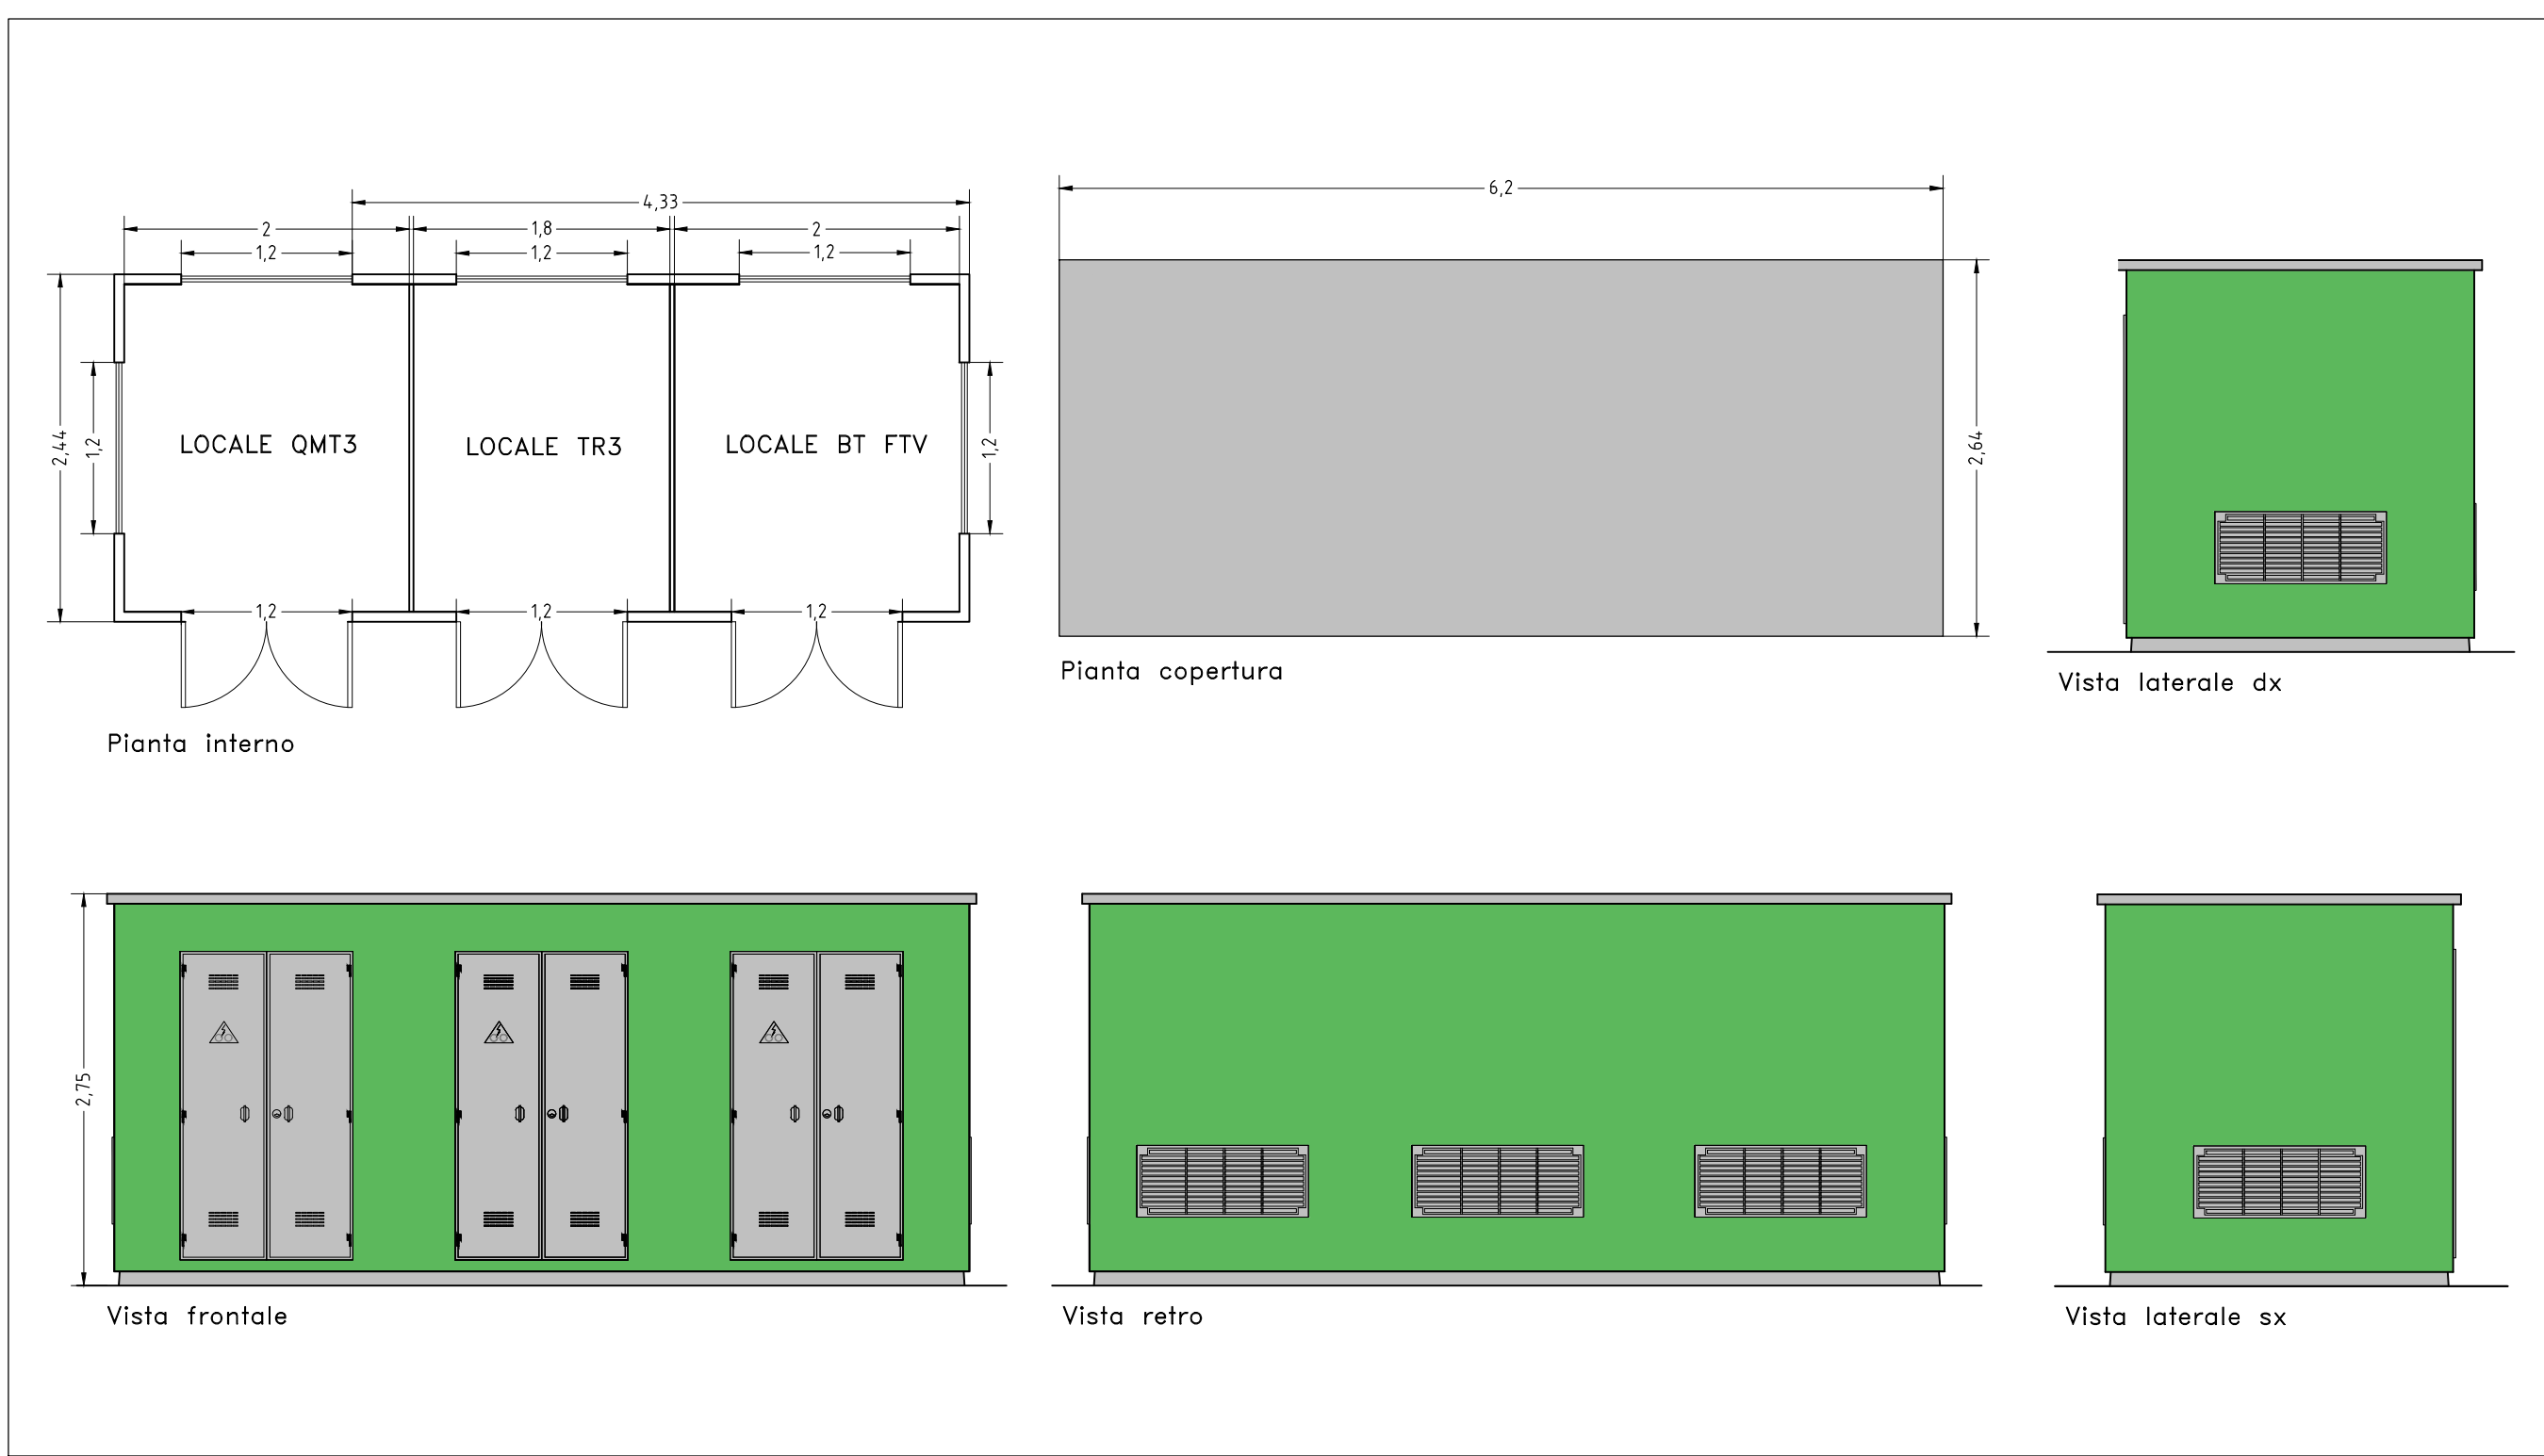 4,33
2
1,8
2
1,2
1,2
1,2
2,44
1,2
LOCALE QMT3
LOCALE TR3
LOCALE BT FTV
1,2
1,2
1,2
1,2
Pianta interno
6,2
2,64
Pianta copertura
Vista laterale dx
2,75
Vista frontale
Vista retro
Vista laterale sx